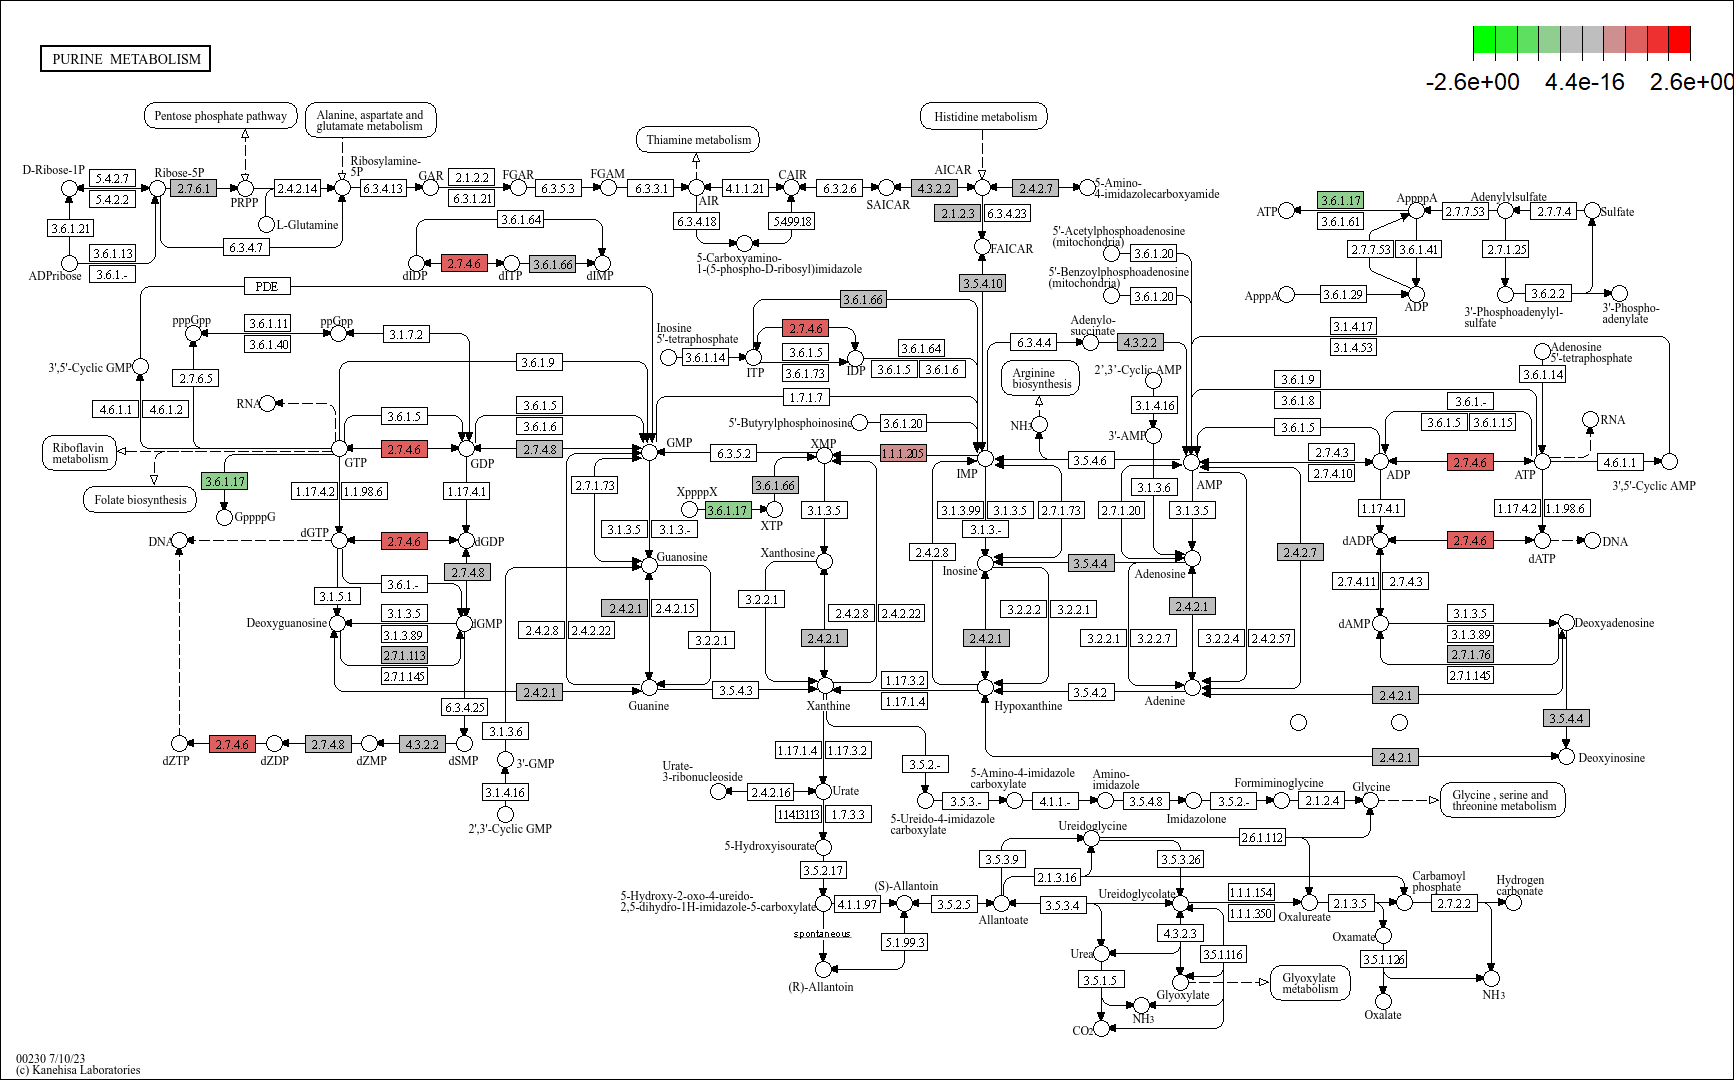 PURINE METABOLISM
-2.6e+00 4.4e-16 2.6e+00
Pentose phosphate pathway
Alanine, aspartate and
glutamate metabolism
Thiamine metabolism
Histidine metabolism
D-Ribose-1P
5.4.2.7
5.4.2.2
Ribose-5P
2.7.6.1
PRPP
2.4.2.14
Ribosylamine-
5P
6.3.4.13
GAR
2.1.2.2
6.3.1.21
FGAR
6.3.5.3
FGAM
6.3.3.1
AIR
4.1.1.21
CAIR
6.3.2.6
SAICAR
4.3.2.2
AICAR
2.4.2.7
5-Amino-
4-imidazolecarboxyamide
3.6.1.21
L-Glutamine
6.3.4.7
3.6.1.13
3.6.1.-
ADPribose
3.6.1.64
dIDP
2.7.4.6
dITP
3.6.1.66
dIMP
6.3.4.18
5.4.99.18
5-Carboxyamino-
1-(5-phospho-D-ribosyl)imidazole
2.1.2.3
6.3.4.23
FAICAR
3.5.4.10
5'-Acetylphosphoadenosine
(mitochondria)
3.6.1.20
5'-Benzoylphosphoadenosine
(mitochondria)
3.6.1.20
ATP
3.6.1.17
3.6.1.61
AppppA
2.7.7.53
Adenylylsulfate
2.7.7.4
Sulfate
2.7.7.53
3.6.1.41
2.7.1.25
ApppA
3.6.1.29
ADP
3.6.2.2
3'-Phosphoadenylyl-
sulfate
3'-Phospho-
adenylate
PDE
pppGpp
3.6.1.11
3.6.1.40
ppGpp
3.1.7.2
3',5'-Cyclic GMP
2.7.6.5
3.6.1.9
4.6.1.1
4.6.1.2
RNA
3.6.1.5
3.6.1.5
3.6.1.6
Inosine
5'-tetraphosphate
3.6.1.14
ITP
3.6.1.66
2.7.4.6
3.6.1.5
3.6.1.73
IDP
3.6.1.64
3.6.1.5
3.6.1.6
1.7.1.7
5'-Butyrylphosphoinosine
3.6.1.20
6.3.4.4
Adenylo-
succinate
4.3.2.2
Arginine
biosynthesis
NH3
2',3'-Cyclic AMP
3.1.4.16
3'-AMP
3.1.4.17
3.1.4.53
Adenosine
5'-tetraphosphate
3.6.1.14
3.6.1.9
3.6.1.8
3.6.1.5
3.6.1.-
3.6.1.5
3.6.1.15
RNA
Riboflavin
metabolism
Folate biosynthesis
GTP
2.7.4.6
GDP
2.7.4.8
GMP
6.3.5.2
XMP
1.1.1.205
IMP
3.5.4.6
AMP
2.7.4.3
2.7.4.10
ADP
2.7.4.6
ATP
4.6.1.1
3',5'-Cyclic AMP
3.6.1.17
GppppG
1.17.4.2
1.1.98.6
1.17.4.1
2.7.1.73
XppppX
3.6.1.17
3.6.1.66
XTP
3.1.3.5
3.1.3.6
3.1.3.5
3.1.3.-
3.1.3.99
3.1.3.5
2.7.1.73
3.1.3.-
2.7.1.20
3.1.3.5
1.17.4.1
1.17.4.2
1.1.98.6
DNA
dGTP
2.7.4.6
dGDP
Guanosine
Xanthosine
2.4.2.8
Inosine
3.5.4.4
Adenosine
2.4.2.7
dADP
2.7.4.6
dATP
DNA
2.7.4.8
3.6.1.-
3.1.5.1
2.7.4.11
2.7.4.3
Deoxyguanosine
3.1.3.5
3.1.3.89
2.7.1.113
2.7.1.145
dGMP
2.4.2.8
2.4.2.22
2.4.2.1
2.4.2.15
3.2.2.1
3.2.2.1
2.4.2.8
2.4.2.22
2.4.2.1
2.4.2.1
3.2.2.2
3.2.2.1
3.2.2.1
3.2.2.7
2.4.2.1
3.2.2.4
2.4.2.57
dAMP
3.1.3.5
3.1.3.89
2.7.1.76
2.7.1.145
Deoxyadenosine
2.4.2.1
Guanine
3.5.4.3
Xanthine
1.17.3.2
1.17.1.4
Hypoxanthine
3.5.4.2
Adenine
2.4.2.1
3.5.4.4
2.4.2.1
Deoxyinosine
6.3.4.25
dZTP
2.7.4.6
dZDP
2.7.4.8
dZMP
4.3.2.2
dSMP
3.1.3.6
3'-GMP
3.1.4.16
2',3'-Cyclic GMP
1.17.1.4
1.17.3.2
Urate-
3-ribonucleoside
2.4.2.16
Urate
3.5.2.-
1.14.13.113
1.7.3.3
5-Hydroxyisourate
3.5.2.17
3.5.3.-
5-Ureido-4-imidazole
carboxylate
5-Amino-4-imidazole
carboxylate
4.1.1.-
Amino-
imidazole
3.5.4.8
Imidazolone
3.5.2.-
Formiminoglycine
2.1.2.4
Glycine
Glycine , serine and
threonine metabolism
5-Hydroxy-2-oxo-4-ureido-
2,5-dihydro-1H-imidazole-5-carboxylate
4.1.1.97
(S)-Allantoin
3.5.2.5
Allantoate
3.5.3.9
Ureidoglycine
2.6.1.112
3.5.3.26
2.1.3.16
3.5.3.4
Ureidoglycolate
1.1.1.154
1.1.1.350
Oxalureate
2.1.3.5
Carbamoyl
phosphate
2.7.2.2
Hydrogen
carbonate
spontaneous
5.1.99.3
(R)-Allantoin
Urea
4.3.2.3
3.5.1.116
3.5.1.5
Glyoxylate
Glyoxylate
metabolism
NH3
CO2
Oxamate
3.5.1.126
Oxalate
NH3
00230 7/10/23
(c) Kanehisa Laboratories